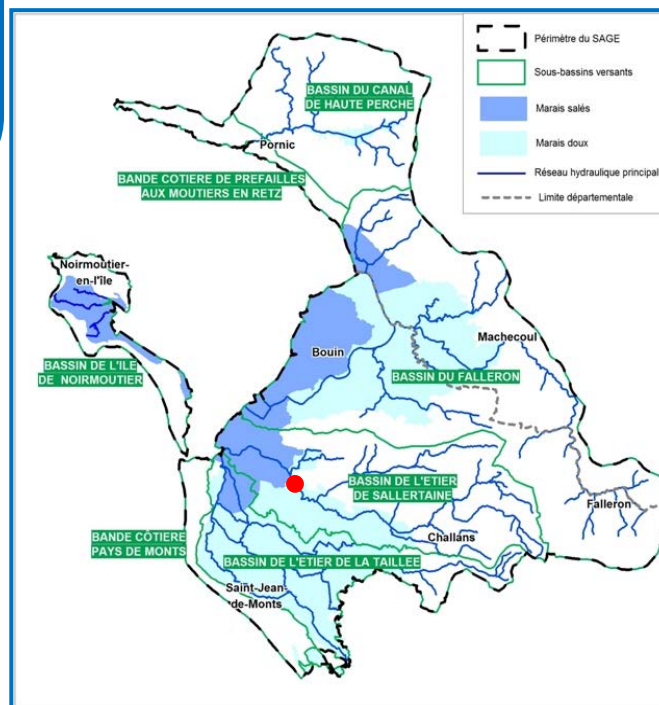 Périmètre du SAGE
Sous-bassins versants
Marais salés
Marais doux
Réseau hydraulique principal
Limite départementale
BASSIN DU CANAL
DE HAUTE PERCHE
Pornic
BANDE COTIERE DE PREFAILLES
AUX MOUTIERS EN RETZ
Noirmoutier-
en-l'île
BASSIN DE L'ILE
DE NOIRMOUTIER
Bouin
Machecoul
BASSIN DU FALLERON
BASSIN DE L'ETIER
DE SALLERTAINE
Falleron
BANDE CÔTIERE
PAYS DE MONTS
Challans
BASSIN DE L'ETIER DE LA TAILLEE
Saint-Jean-
de-Monts